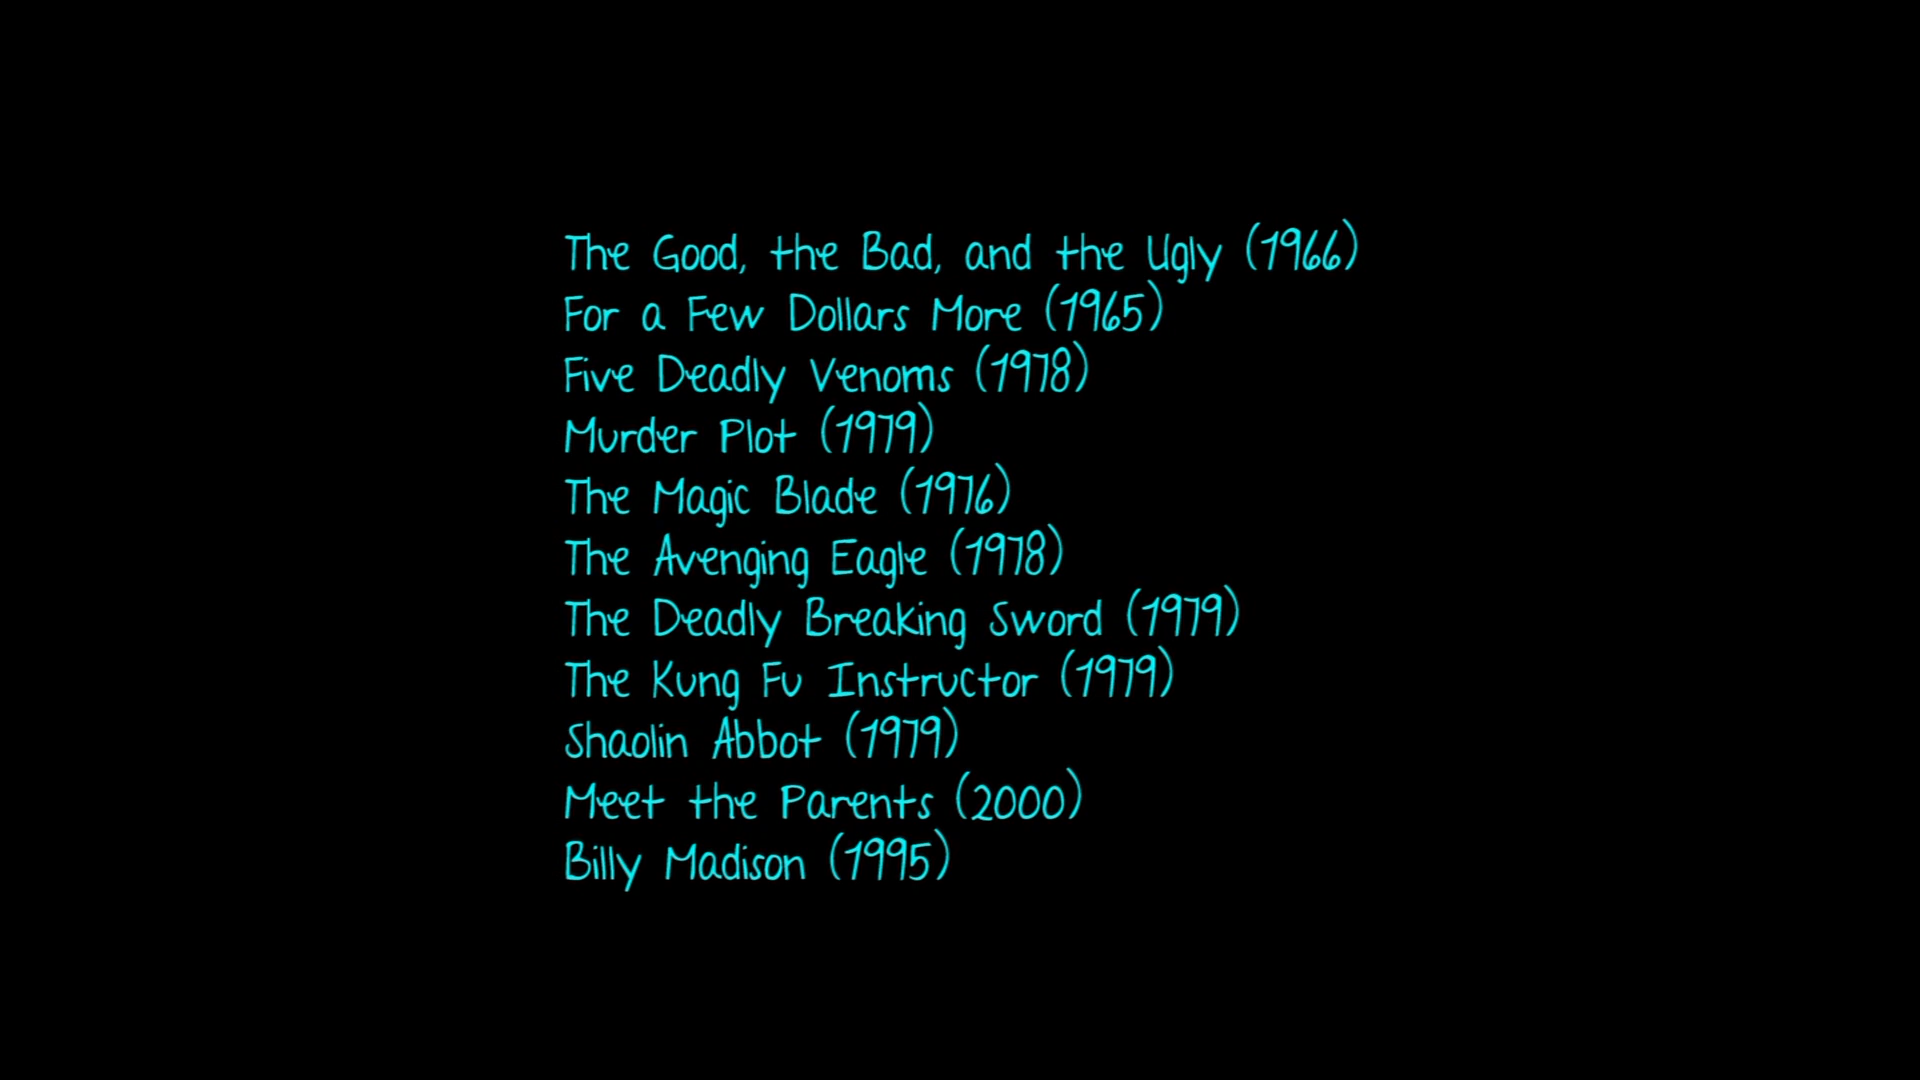 The Good, the Bad, and the Ugly (1966)
For a Few Dollars More (1965)
Five Deadly Venoms (1978)
Murder Plot (1979)
The Magic Blade (1976)
The Avenging Eagle (1978)
The Deadly Breaking Sword (1979)
The Kung Fu Instructor (1979)
Shaolin Abbot (1979)
Meet the Parents (2000)
Billy Madison (1995)